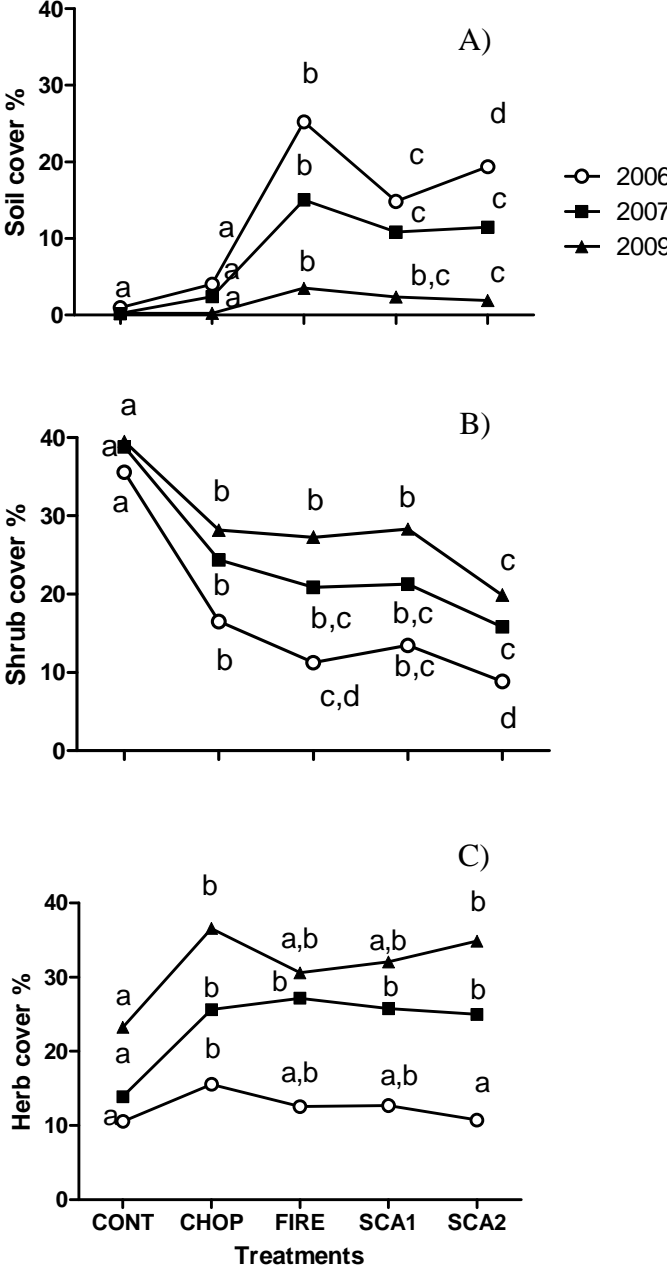 A)
40
30
20
10
0
Soil cover %
b
d
b
c
c
c
a
a
a
a
b
b,c
c
2006
2007
2009
B)
40
30
20
10
0
Shrub cover %
a
a
a
b
b
b
c
b
b,c
b,c
c
b
c,d
b,c
d
C)
40
30
20
10
0
Herb cover %
b
a,b
a,b
b
a
b
b
b
b
a
b
a,b
a,b
a
a
CONT CHOP FIRE SCA1 SCA2
Treatments